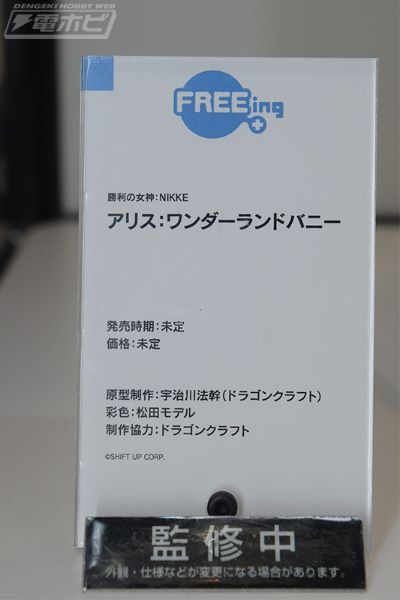 DENGEKI HOBBY WEB
電ホビ
FREEing
勝利の女神：NIKKE
アリス：ワンダーランドバニー
発売時期：未定
価格：未定
原型制作：宇治川法幹（ドラゴンクラフト）
彩色：松田モデル
制作協力：ドラゴンクラフト
©SHIFT UP CORP.
監修中
外観・仕様などが変更になる場合があります。